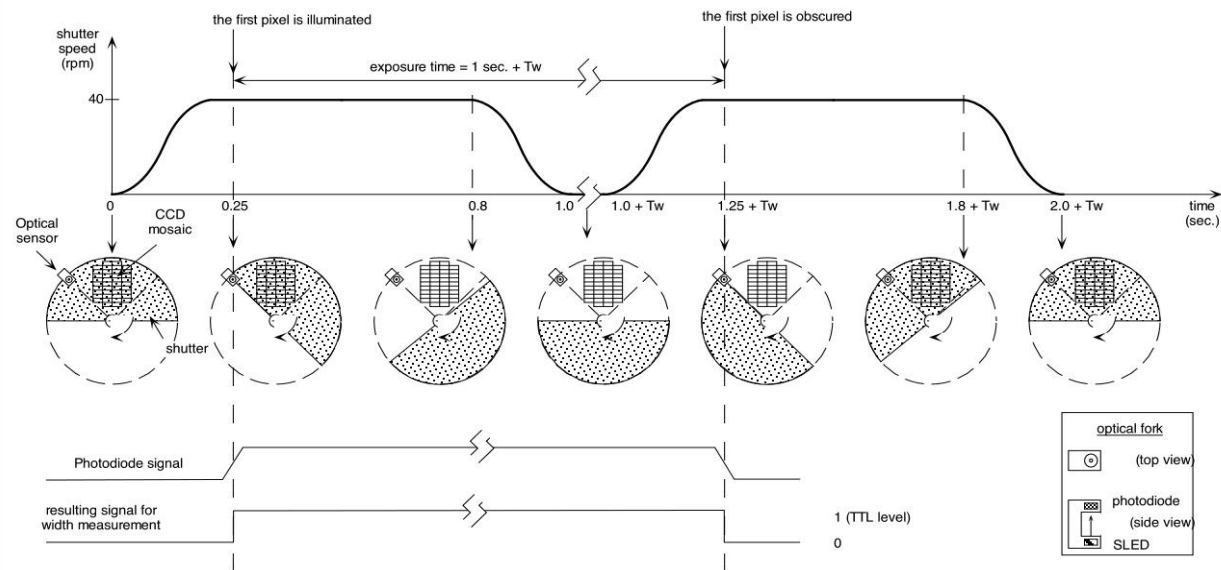 the first pixel is illuminated
the first pixel is obscured
shutter
speed
(rpm)
exposure time = 1 sec. + Tw
40
0
0.25
0.8
1.0
1.0 + Tw
1.25 + Tw
1.8 + Tw
2.0 + Tw
time
(sec.)
Optical
sensor
CCD
mosaic
shutter
Photodiode signal
resulting signal for
width measurement
1 (TTL level)
0
optical fork
(top view)
photodiode
(side view)
SLED